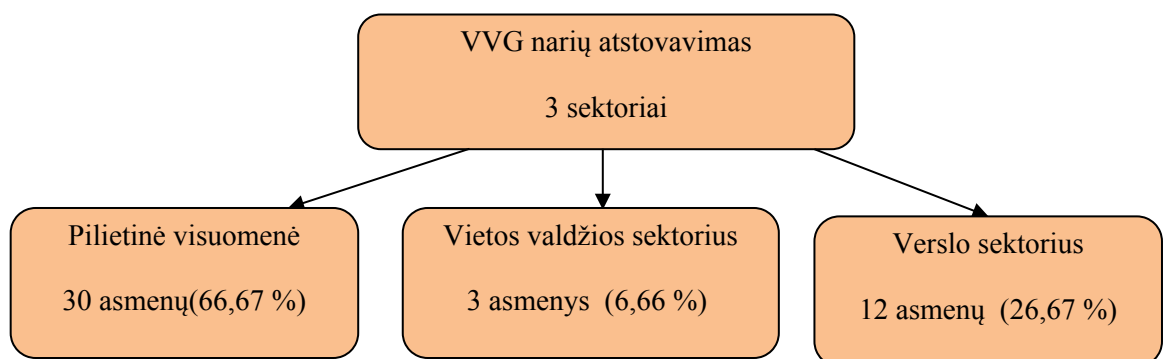 VVG narių atstovavimas
3 sektoriai
Pilietinė visuomenė
30 asmenų(66,67 %)
Vietos valdžios sektorius
3 asmenys  (6,66 %)
Verslo sektorius
12 asmenų  (26,67 %)